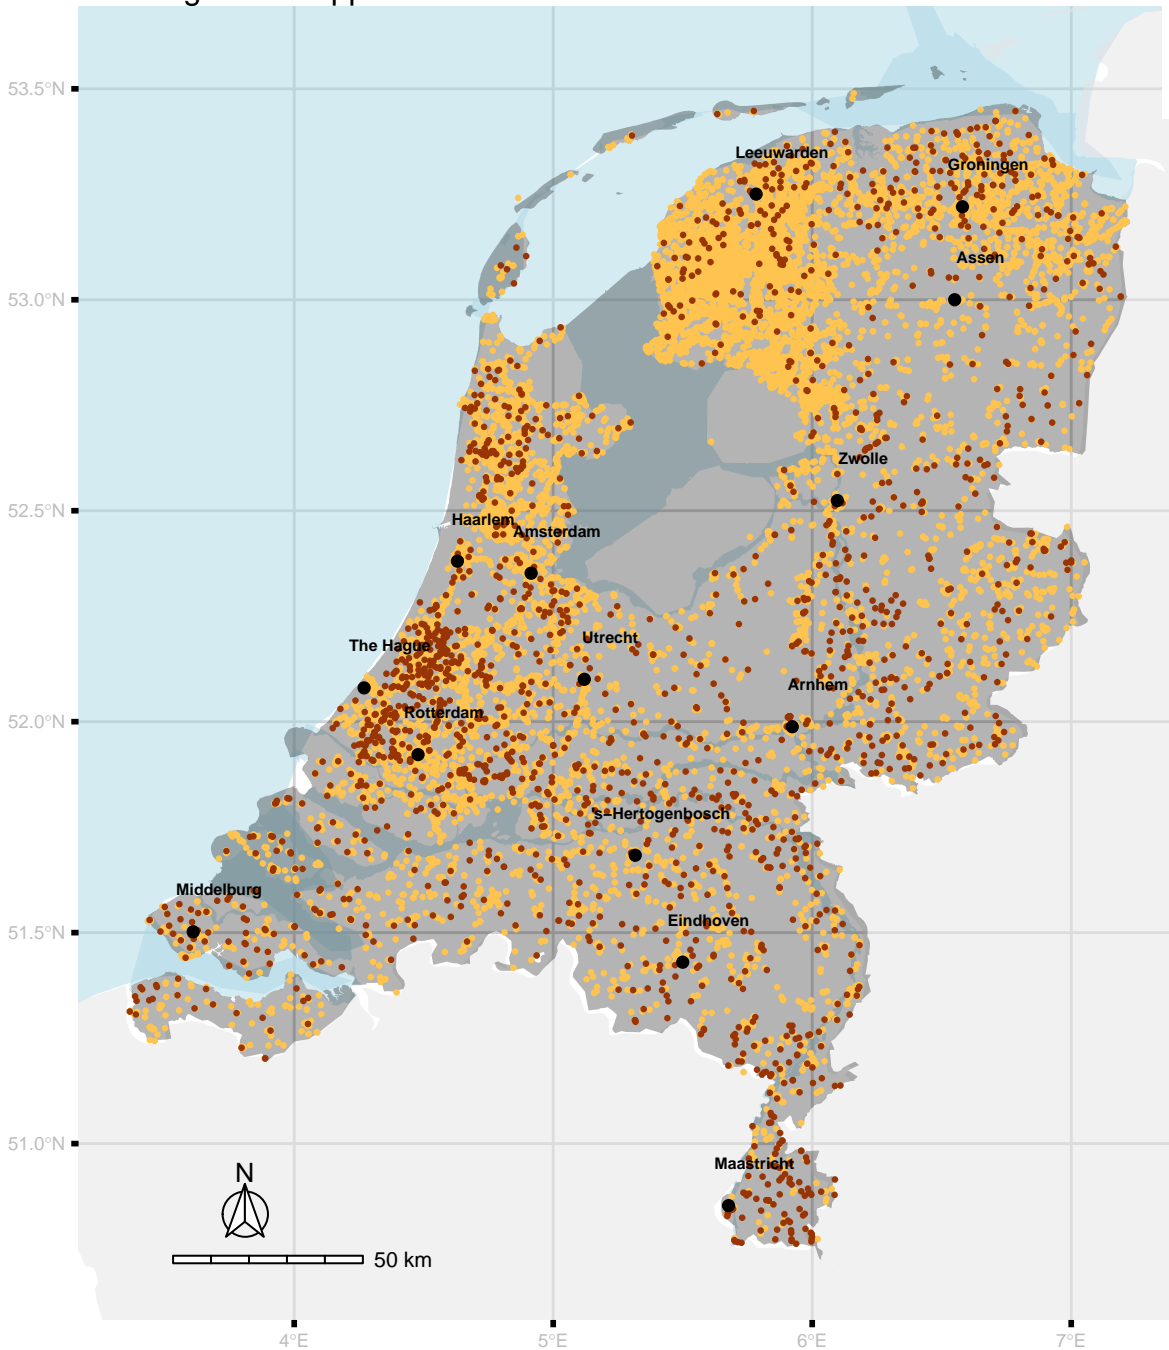 53.5°N
Leeuwarden
Groningen
Assen
53.0°N
Zwolle
52.5°N
Haarlem
Amsterdam
The Hague
Utrecht
Arnhem
52.0°N
Rotterdam
's−Hertogenbosch
Middelburg
51.5°N
Eindhoven
51.0°N
Maastricht
N
50 km
4°E
5°E
6°E
7°E